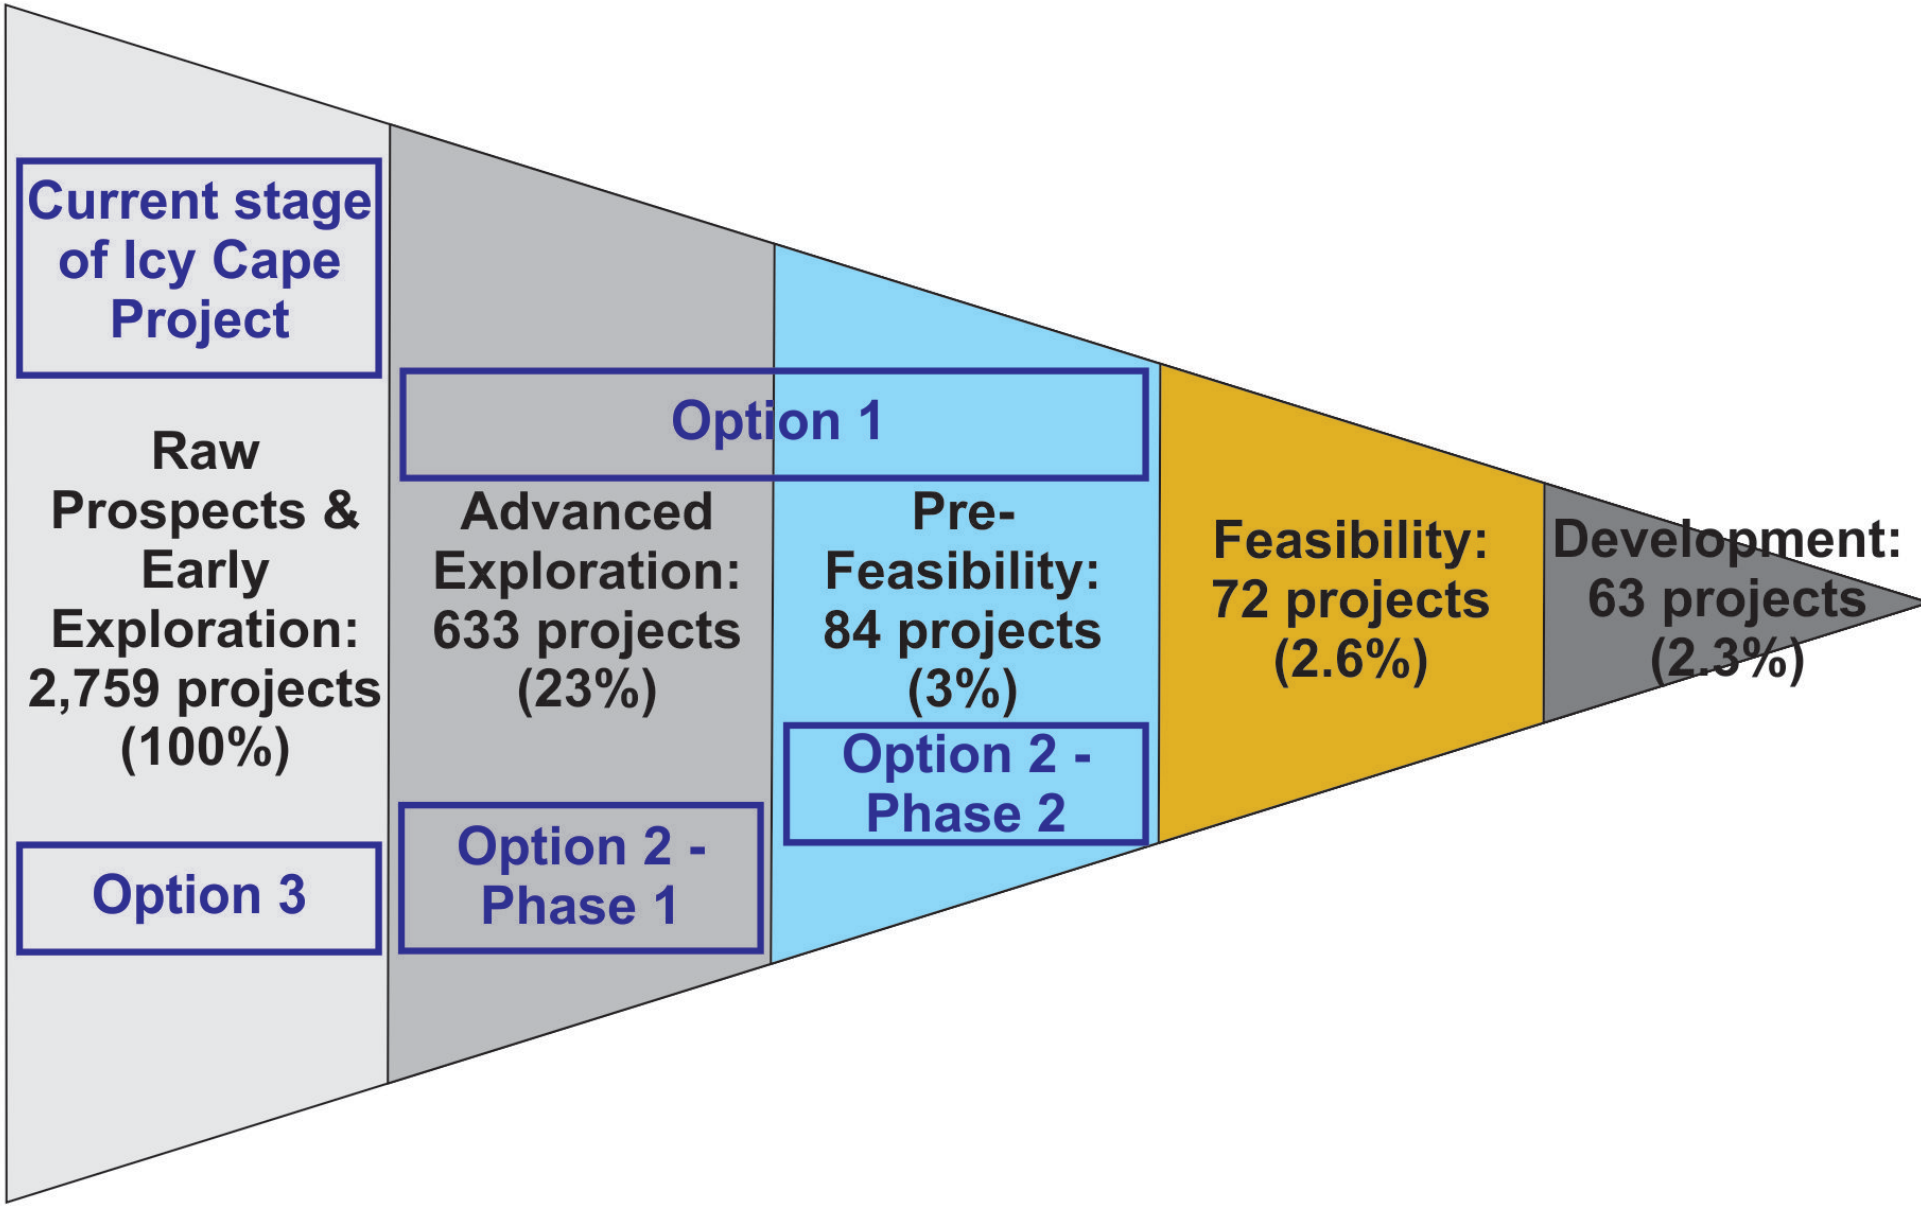 Current stage
of Icy Cape
Project
Raw
Prospects &
Early
Exploration:
2,759 projects
(100%)
Option 3
Option 1
Advanced
Exploration:
633 projects
(23%)
Option 2 -
Phase 1
Pre-
Feasibility:
84 projects
(3%)
Option 2 -
Phase 2
Feasibility:
72 projects
(2.6%)
Development:
63 projects
(2.3%)